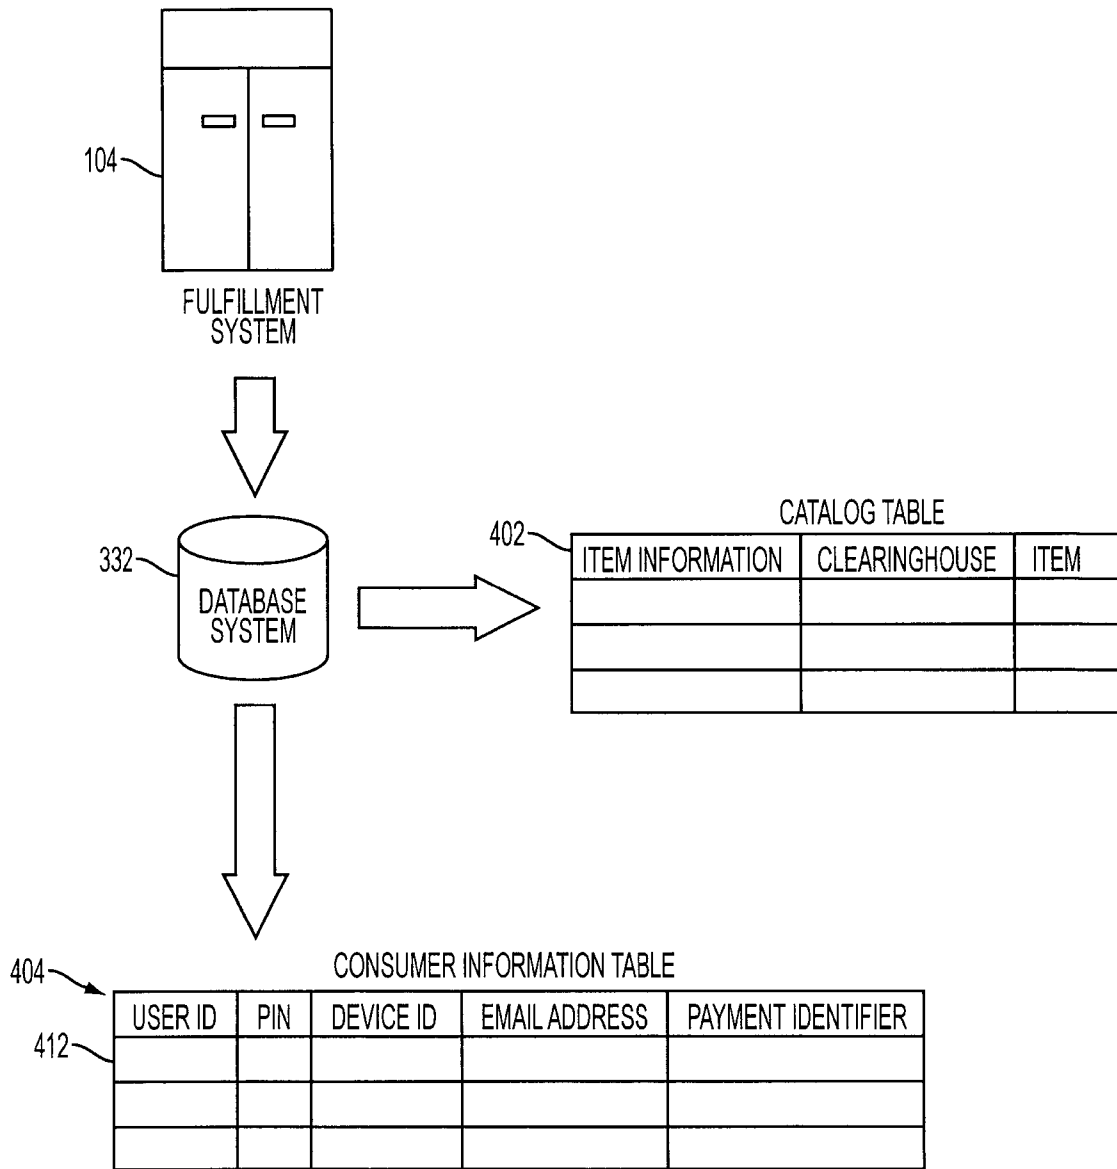 104
FULFILLMENT
SYSTEM
332
DATABASE
SYSTEM
CATALOG TABLE
402
ITEM INFORMATION CLEARINGHOUSE ITEM
CONSUMER INFORMATION TABLE
404
USER ID PIN DEVICE ID EMAIL ADDRESS PAYMENT IDENTIFIER
412